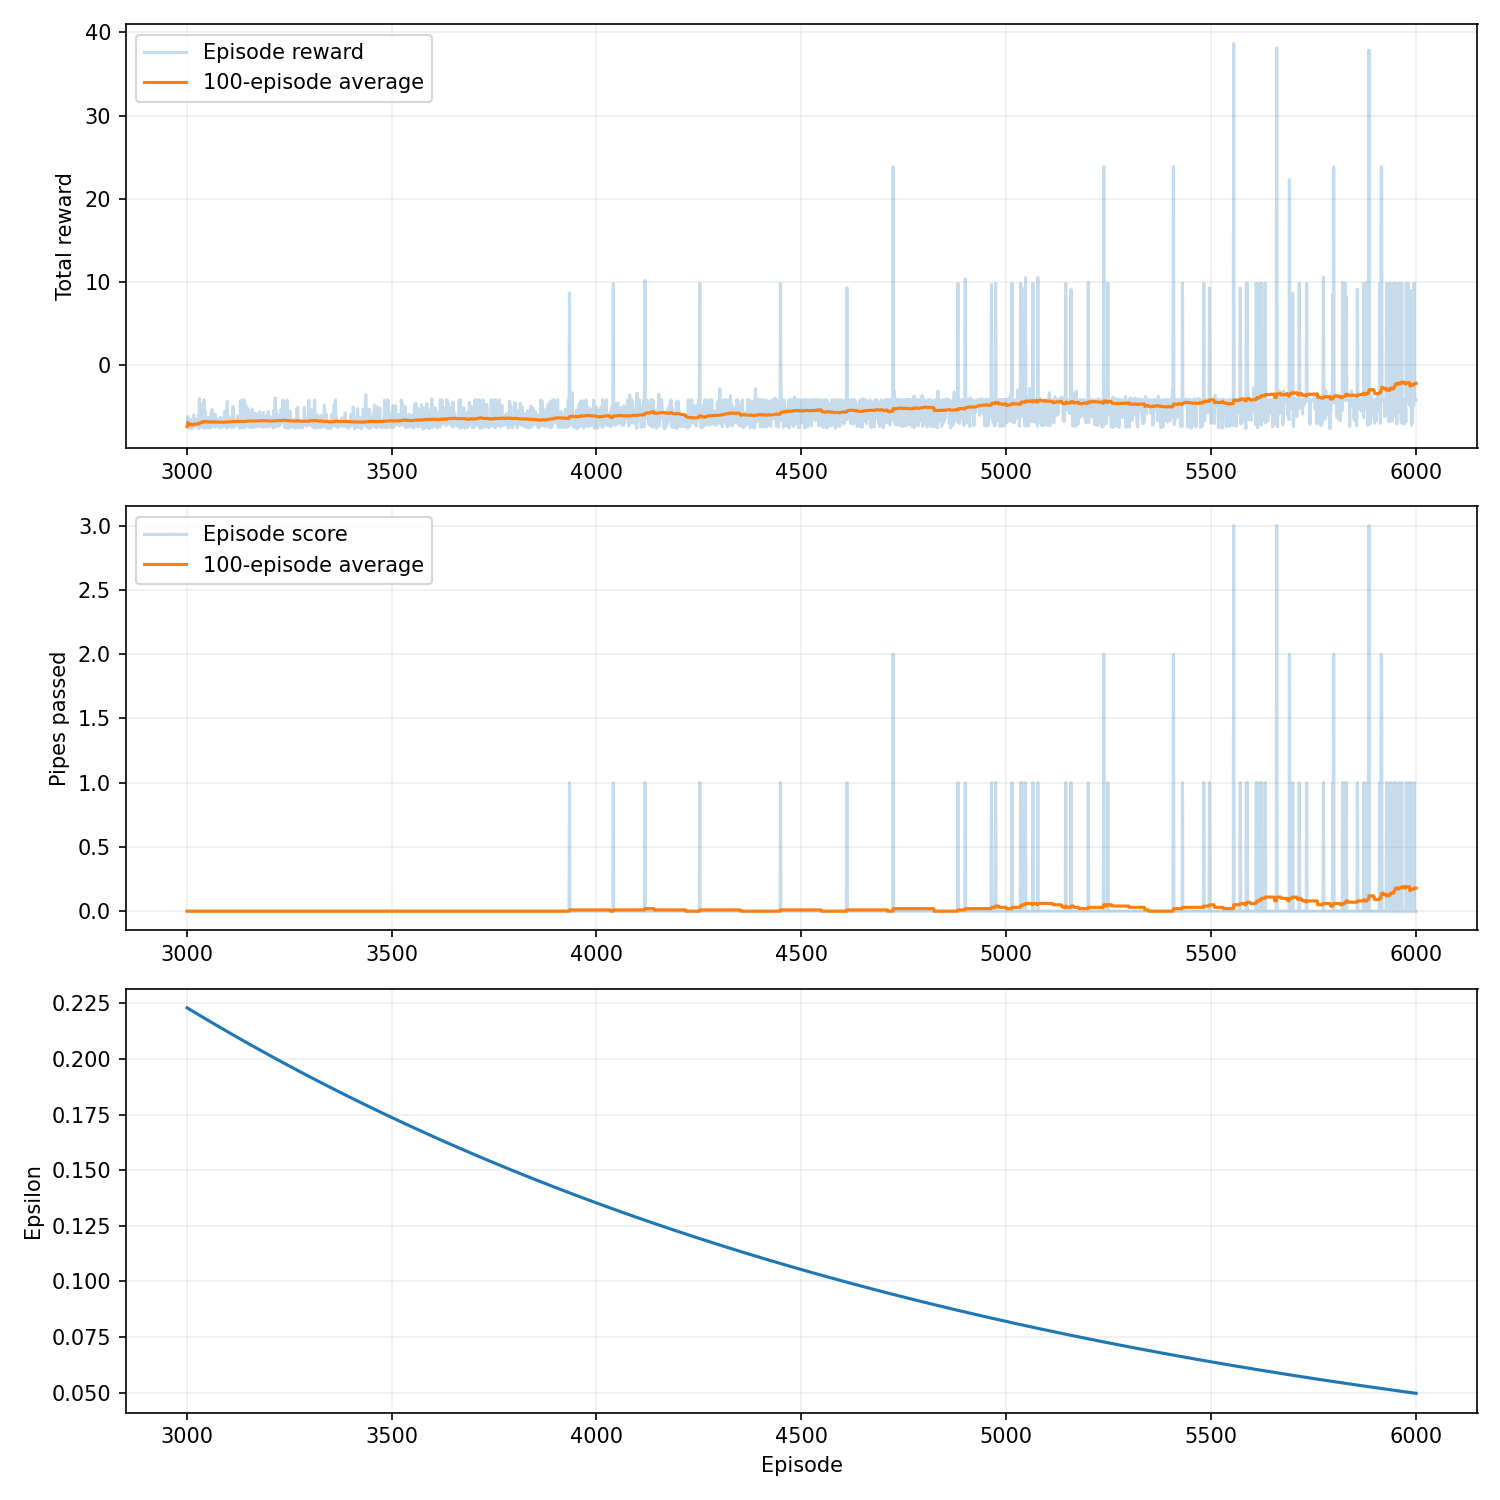 40
Episode reward
100-episode average
30
20
10
0
Total reward
3000 3500 4000 4500 5000 5500 6000
3.0
Episode score
100-episode average
2.5
2.0
1.5
1.0
0.5
0.0
Pipes passed
3000 3500 4000 4500 5000 5500 6000
0.225
0.200
0.175
0.150
0.125
0.100
0.075
0.050
Epsilon
3000 3500 4000 4500 5000 5500 6000
Episode